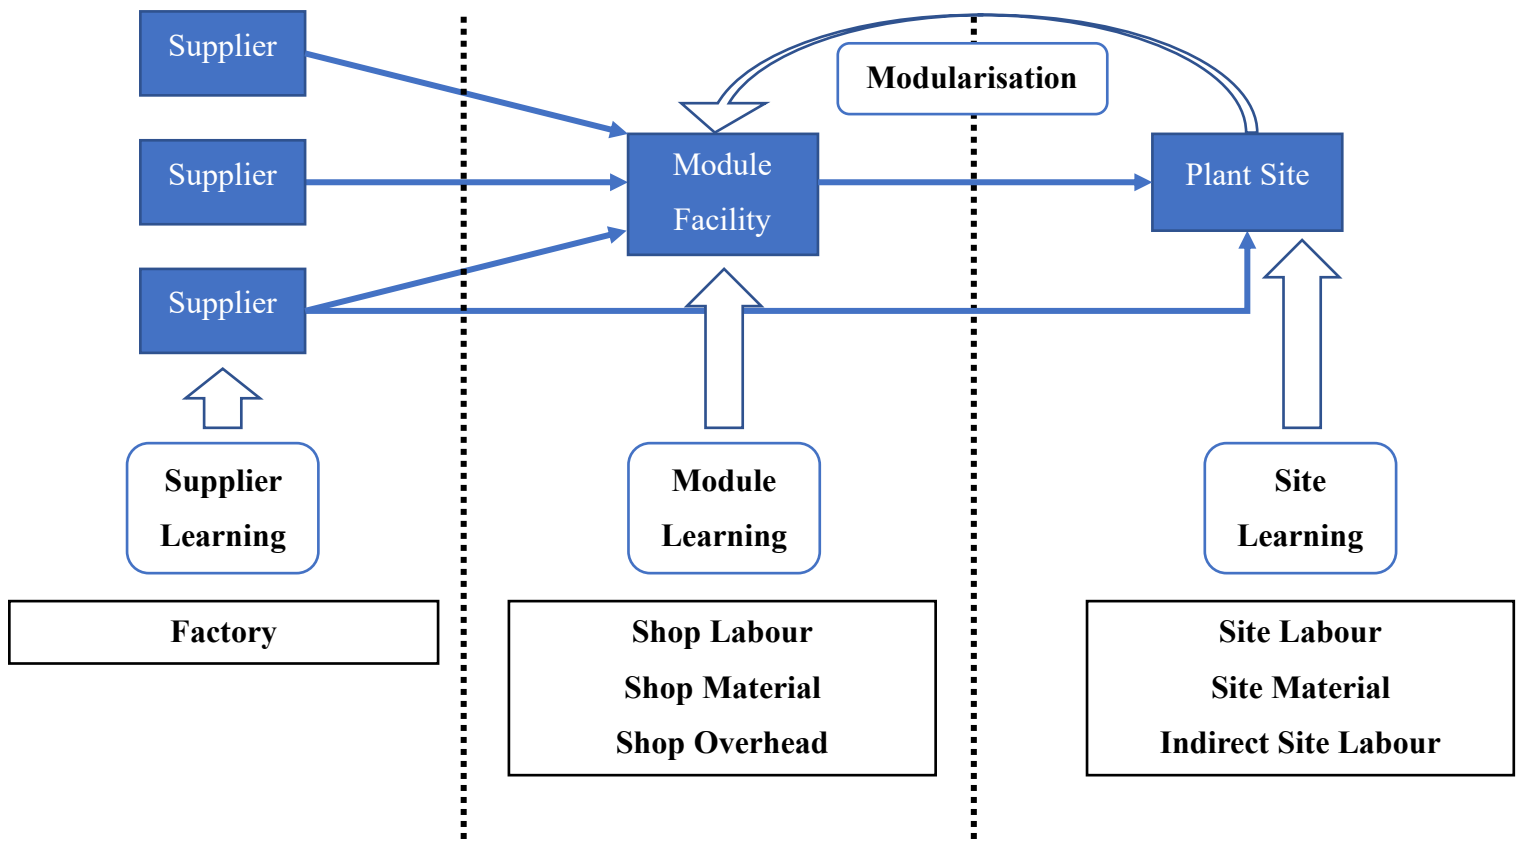 Supplier
Modularisation
Supplier
Module
Facility
Plant Site
Supplier
Supplier
Learning
Module
Learning
Site
Learning
Factory
Shop Labour
Shop Material
Shop Overhead
Site Labour
Site Material
Indirect Site Labour